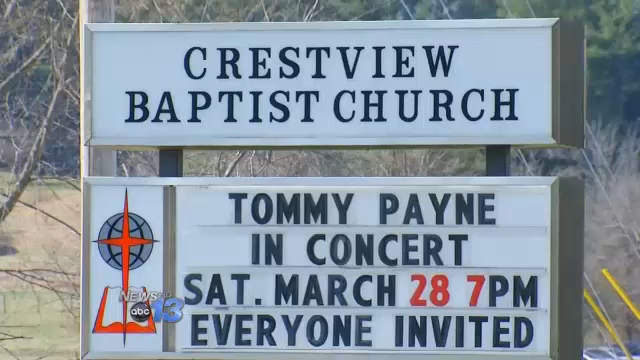 CRESTVIEW
BAPTIST CHURCH
TOMMY PAYNE
IN CONCERT
SAT. MARCH 28 7PM
EVERYONE INVITED
NEWS
abc 13